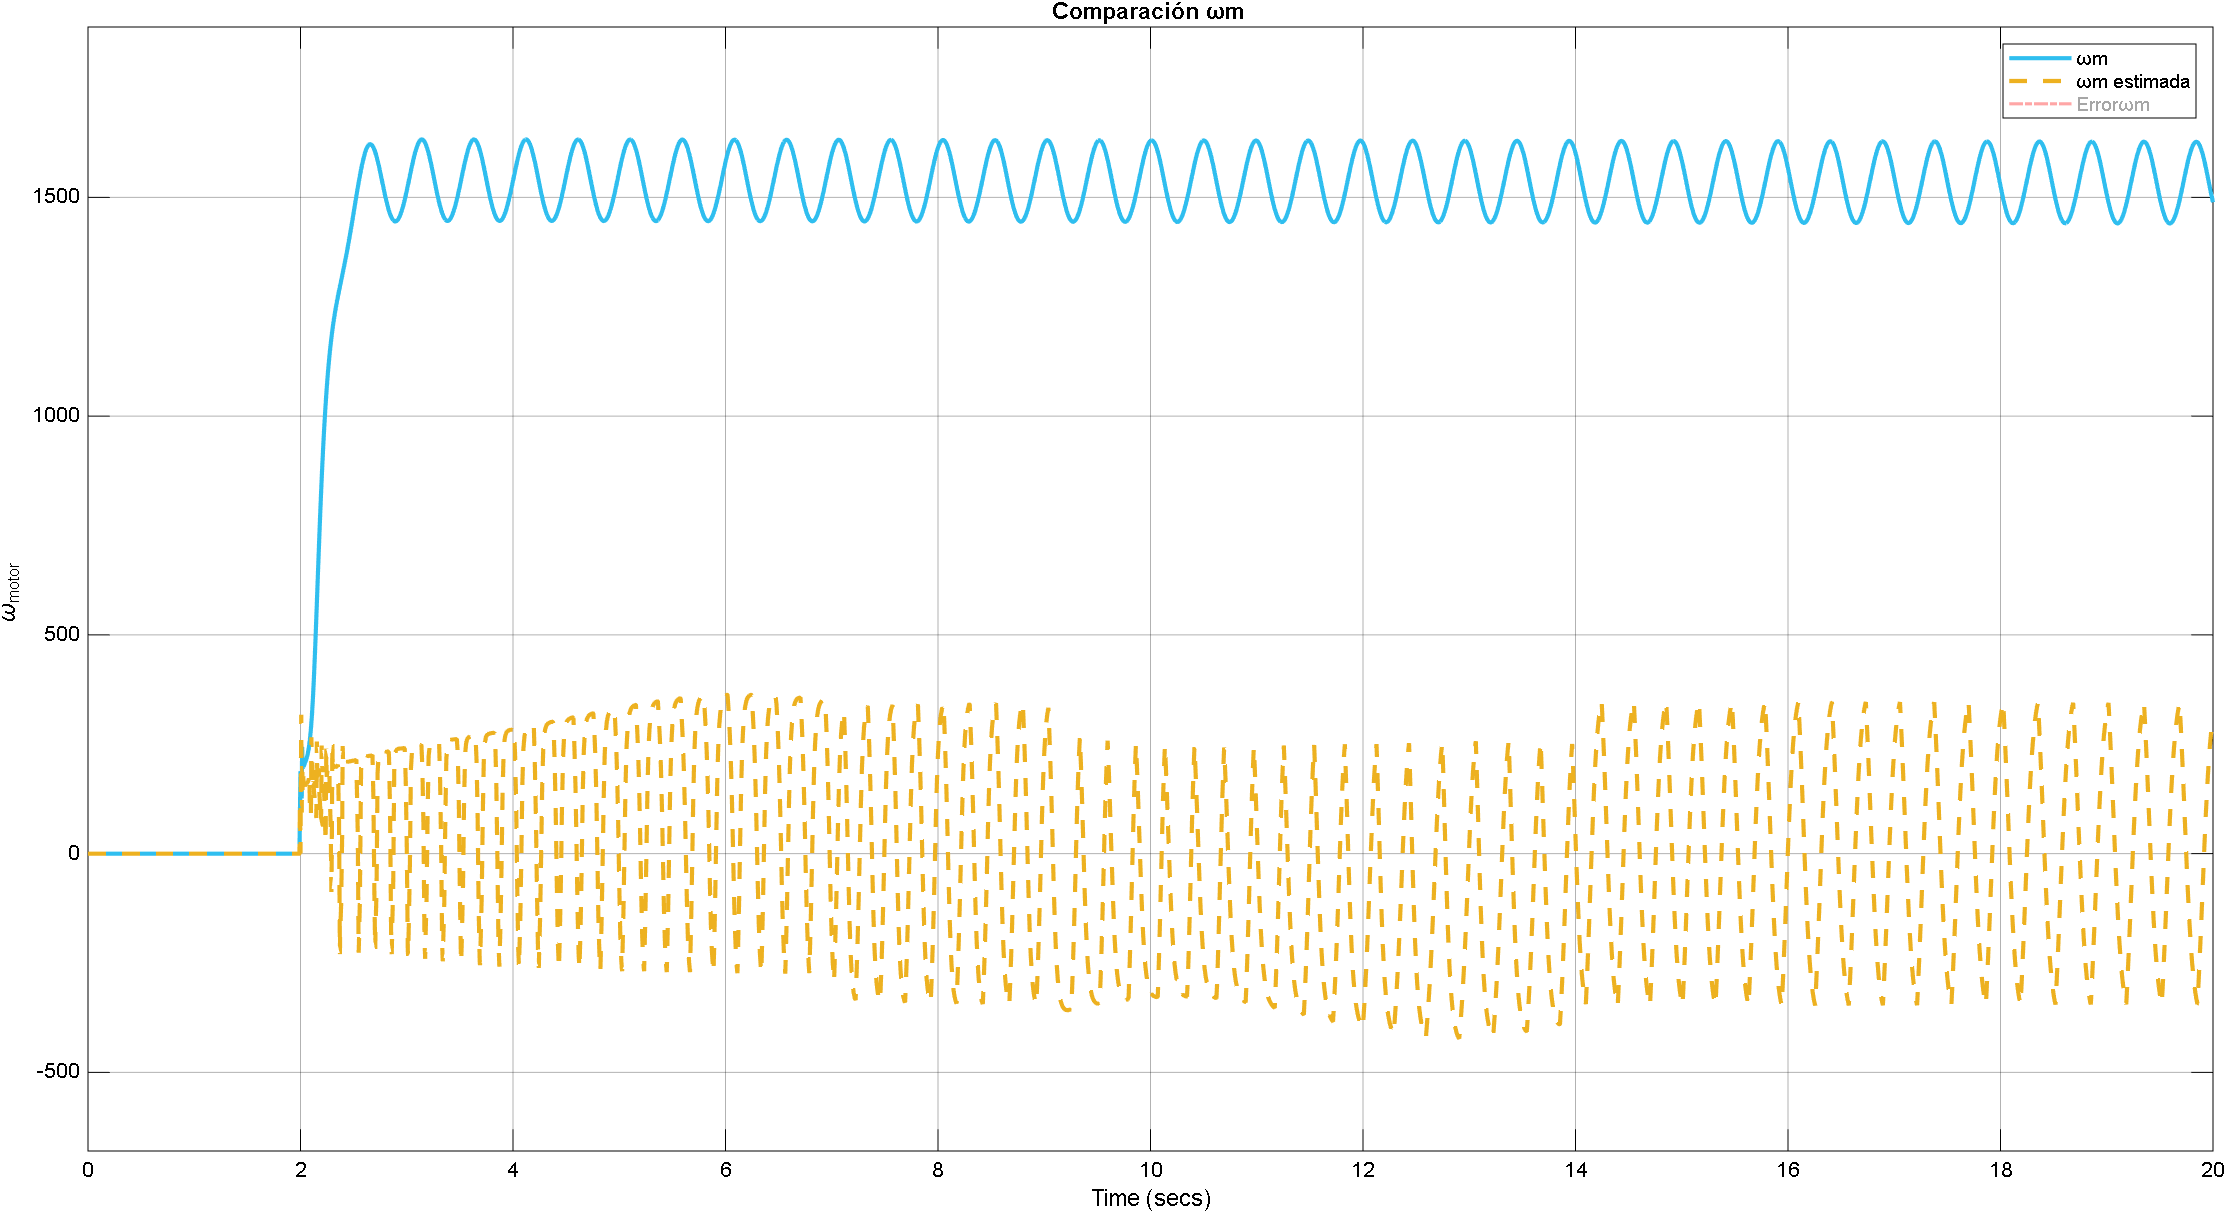 Comparación ωm
ωm
ωm estimada
Errorωm
1500
1000
500
0
-500
ωmotor
0 2 4 6 8 10 12 14 16 18 20
Time (secs)